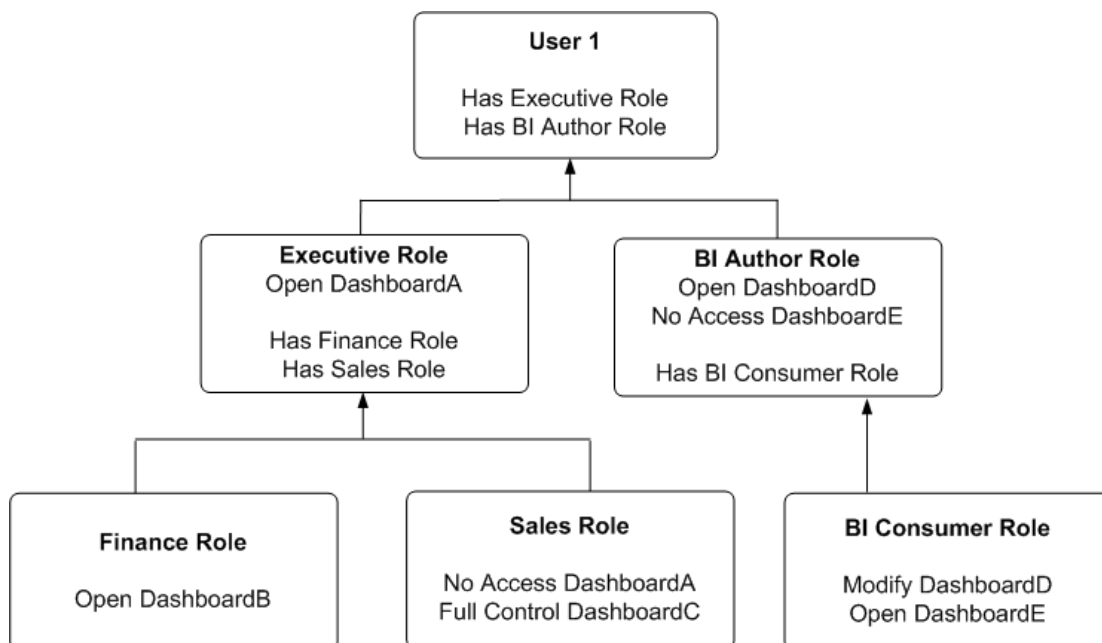 User 1
Has Executive Role
Has BI Author Role
Executive Role
Open DashboardA
Has Finance Role
Has Sales Role
BI Author Role
Open DashboardD
No Access DashboardE
Has BI Consumer Role
Finance Role
Open DashboardB
Sales Role
No Access DashboardA
Full Control DashboardC
BI Consumer Role
Modify DashboardD
Open DashboardE